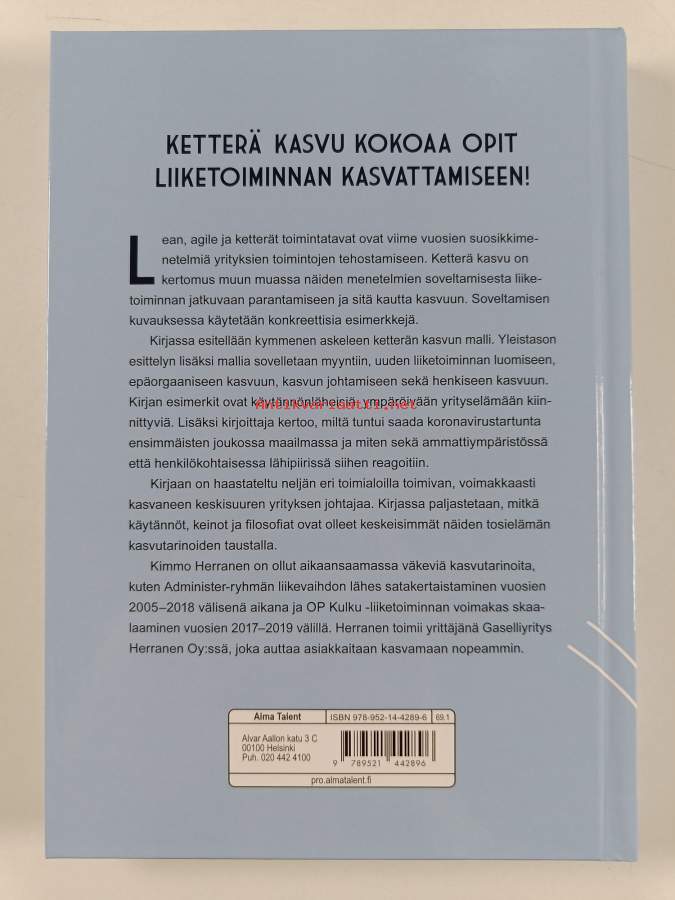 KETTERÄ KASVU KOKOAA OPIT
LIIKETOIMINNAN KASVATTAMISEEN!
Lean, agile ja ketterät toimintatavat ovat viime vuosien suosikkime-
netelmiä yrityksien toimintojen tehostamiseen. Ketterä kasvu on
kertomus muun muassa näiden menetelmien soveltamisesta liike-
toiminnan jatkuvaan parantamiseen ja sitä kautta kasvuun. Soveltamisen
kuvauksessa käytetään konkreettisia esimerkkejä.
Kirjassa esitellään kymmenen askeleen ketterän kasvun malli. Yleistason
esittelyn lisäksi mallia sovelletaan myyntiin, uuden liiketoiminnan luomiseen,
epäorgaaniseen kasvuun, kasvun johtamiseen sekä henkiseen kasvuun.
Kirjan esimerkit ovat käytännönläheisiä, ympäröivään yrityselämään kiin-
Antikvariaatti.net
nittyviä. Lisäksi kirjoittaja kertoo, miltä tuntui saada koronavirustartunta
ensimmäisten joukossa maailmassa ja miten sekä ammattiympäristössä
että henkilökohtaisessa lähipiirissä siihen reagoitiin.
Kirjaan on haastateltu neljän eri toimialoilla toimivan, voimakkaasti
kasvaneen keskisuuren yrityksen johtajaa. Kirjassa paljastetaan, mitkä
käytännöt, keinot ja filosofiat ovat olleet keskeisimmät näiden tosielämän
kasvutarinoiden taustalla.
Kimmo Herranen on ollut aikaansaamassa väkeviä kasvutarinoita,
kuten Administer-ryhmän liikevaihdon lähes satakertaistaminen vuosien
2005–2018 välisenä aikana ja OP Kulku -liiketoiminnan voimakas skaa-
laaminen vuosien 2017–2019 välillä. Herranen toimii yrittäjänä Gaselliyritys
Herranen Oy:ssä, joka auttaa asiakkaitaan kasvamaan nopeammin.
Alma Talent
ISBN 978-952-14-4289-6
69.1
Alvar Aallon katu 3 C
00100 Helsinki
Puh. 020 442 4100
9 789521 442896
pro.almatalent.fi